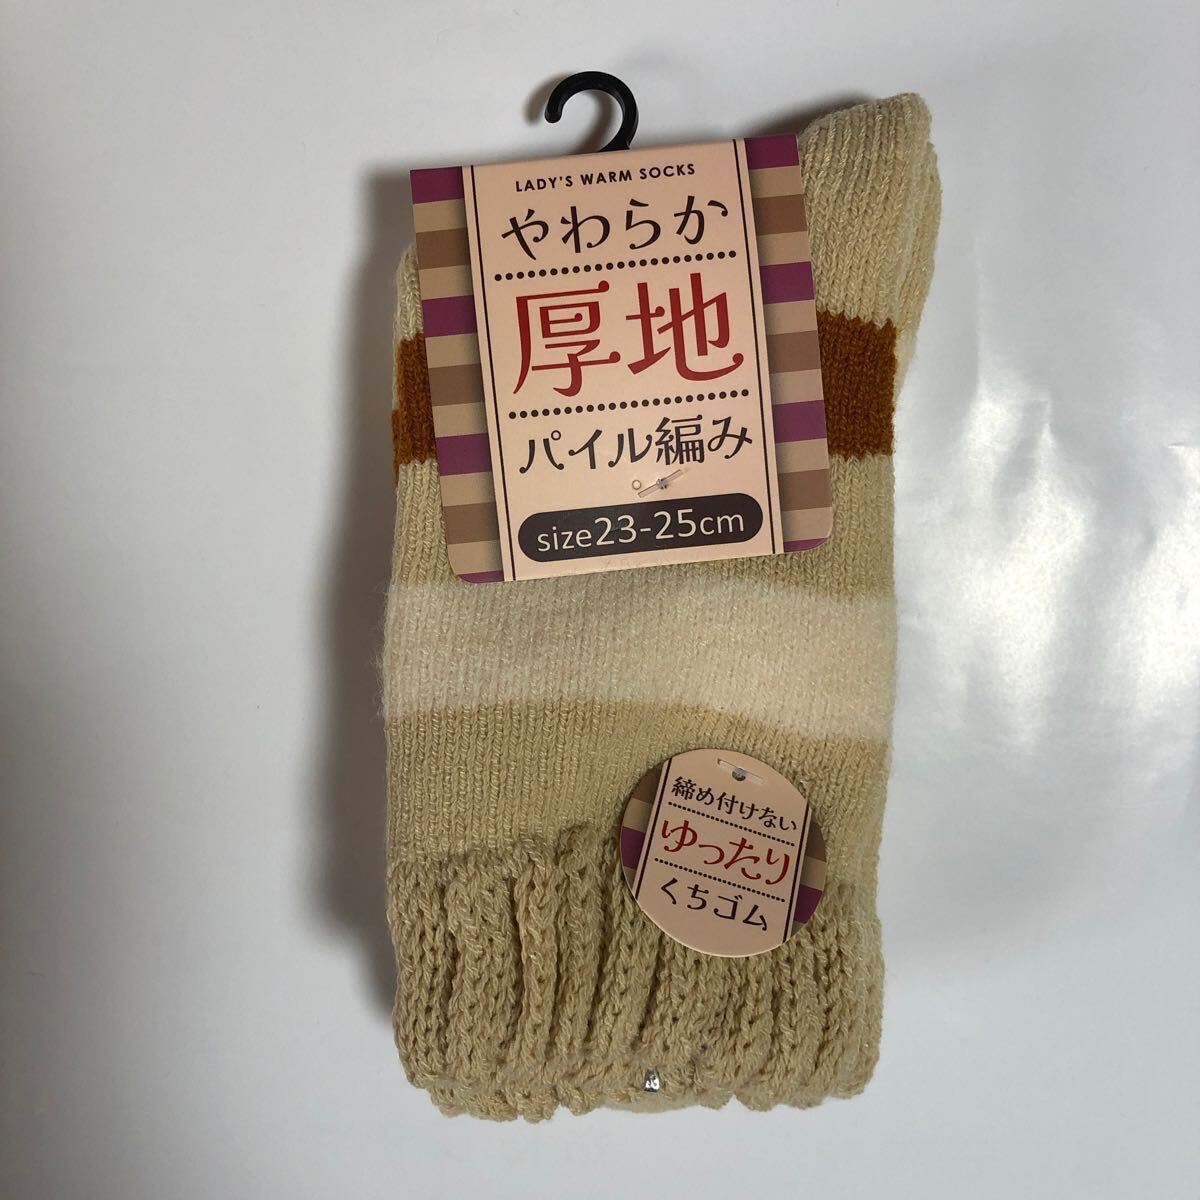 LADY'S WARM SOCKS
やわらか
厚地
パイル編み
size23-25cm
締め付けない
ゆったり
くちゴム